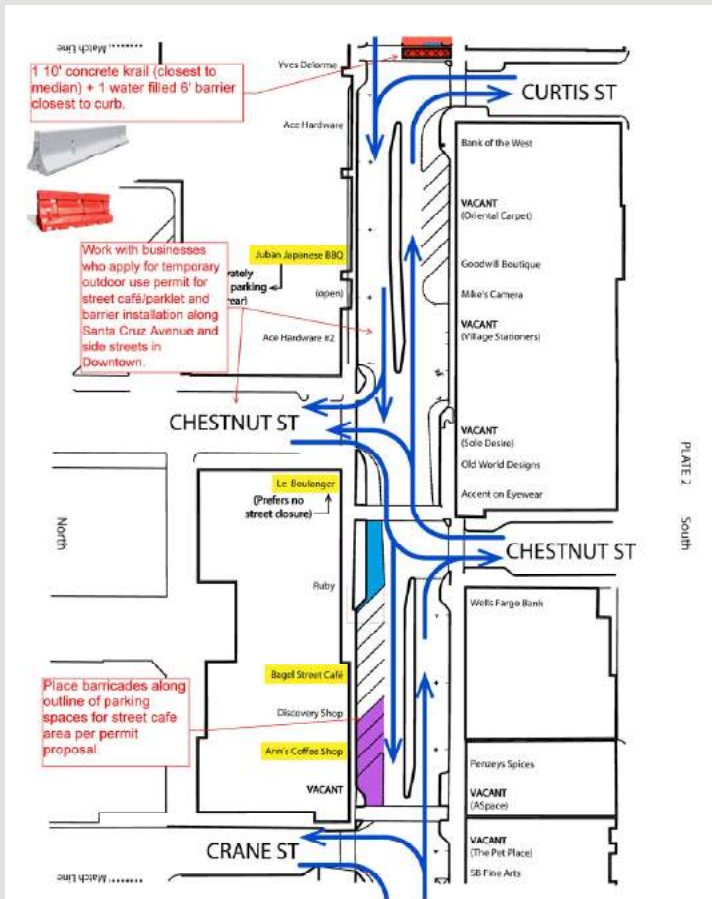 Match Line ........
1 10' concrete krail (closest to
median) + 1 water filled 6' barrier
closest to curb.
Yves Delorme
CURTIS ST
Ace Hardware
Bank of the West
VACANT
(Oriental Carpet)
Work with businesses
who apply for temporary
outdoor use permit for
street café/parklet and
barrier installation along
Santa Cruz Avenue and
side streets in
Downtown.
Juban Japanese BBQ
vately
parking
rear)
(open)
Ace Hardware #2
Goodwill Boutique
Mike's Camera
VACANT
(Village Stationers)
CHESTNUT ST
VACANT
(Sole Desire)
Old World Designs
Accent on Eyewear
PLATE 2 South
Le Boulanger
(Prefers no
street closure)
North
CHESTNUT ST
Ruby
Wells Fargo Bank
Bagel Street Café
Place barricades along
outline of parking
spaces for street cafe
area per permit
proposal.
Discovery Shop
Ann's Coffee Shop
VACANT
Penzeys Spices
VACANT
(ASpace)
CRANE ST
VACANT
(The Pet Place)
SB Fine Arts
Match Line ........